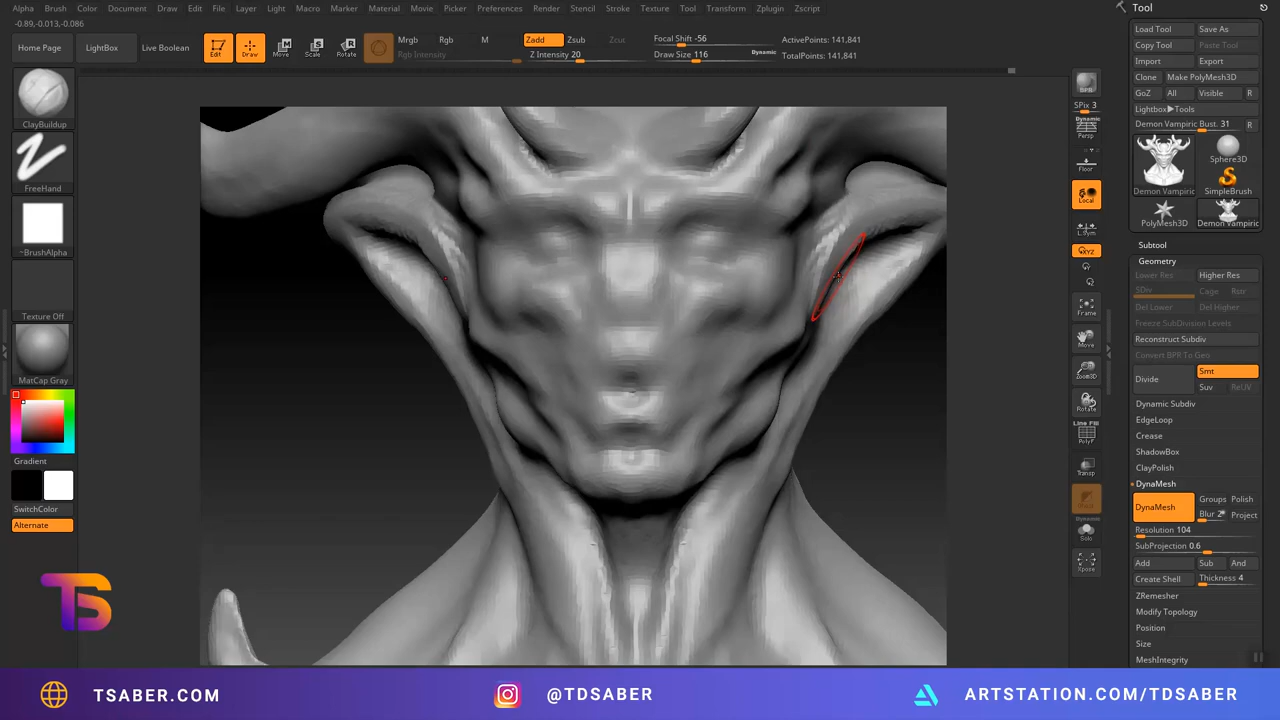 Alpha Brush Color Document Draw Edit File Layer Light Macro Marker Material Movie Picker Preferences Render Stencil Stroke Texture Tool Transform Zplugin Zscript
-0.89,-0.013,-0.086
Home Page LightBox Live Boolean Edit Draw Move Scale Rotate Mrgb Rgb M Zadd Zsub Zcut Focal Shift -56 ActivePoints: 141,841
Rgb Intensity Z Intensity 20 Draw Size 116 Dynamic TotalPoints: 141,841
ClayBuildup
FreeHand
~BrushAlpha
Texture Off
MatCap Gray
Gradient
SwitchColor
Alternate
BPR
SPix 3
Dynamic
Persp
Floor
Local
L.Sym
XYZ
Frame
Move
Zoom3D
Rotate
Line Fill
PolyF
Transp
Dynamic
Solo
Xpose
Tool
Load Tool Save As
Copy Tool Paste Tool
Import Export
Clone Make PolyMesh3D
GoZ All Visible R
Lightbox▶Tools
Demon Vampiric Bust. 31 R
Demon Vampiric Sphere3D
SimpleBrush
PolyMesh3D Demon Vampiric
Subtool
Geometry
Lower Res Higher Res
SDiv Cage Rstr
Del Lower Del Higher
Freeze SubDivision Levels
Reconstruct Subdiv
Convert BPR To Geo
Divide Smt
Suv ReUV
Dynamic Subdiv
EdgeLoop
Crease
ShadowBox
ClayPolish
DynaMesh
DynaMesh Groups Polish
Blur 2 Project
Resolution 104
SubProjection 0.6
Add Sub And
Create Shell Thickness 4
ZRemesher
Modify Topology
Position
Size
MeshIntegrity
TS
TSABER.COM @TDSABER ARTSTATION.COM/TDSABER